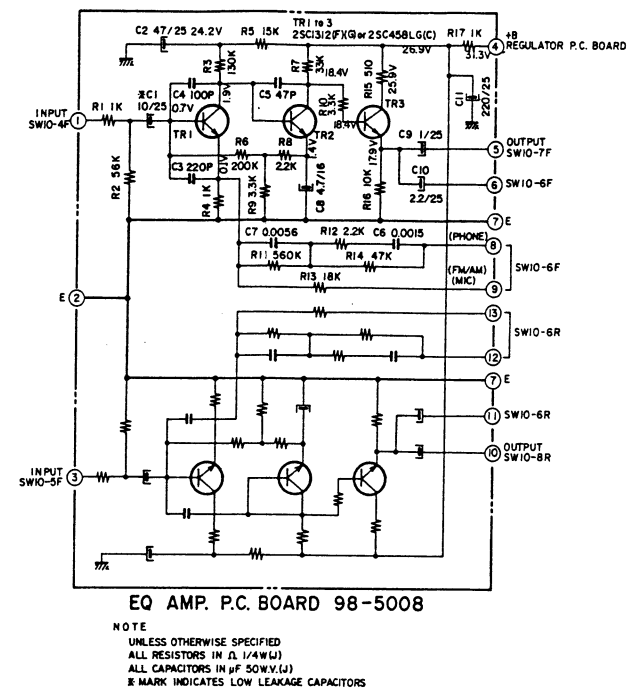 TR1 to 3
2SC1312(F)(G) or 2SC458LG(C)
C2 47/25 24.2V
R5 15K
26.9V
R17 1K
31.3V
+B
4
REGULATOR P.C. BOARD
R3
130K
R7
33K
18.4V
R15 510
25.9V
C4 100P
1.9V
C5 47P
R10
3.3K
C11
220/25
※C1
10/25
0.7V
INPUT
SW10-4F
1
R1 1K
TR1
TR2
18.4V
TR3
C9 1/25
5
OUTPUT
SW10-7F
R2 56K
R6
200K
R8
2.2K
1.4V
17.9V
C3 220P
0.1V
R4 1K
R9 3.3K
C8 4.7/16
R16 10K
C10
2.2/25
6
SW10-6F
7
E
C7 0.0056
R12 2.2K
C6 0.0015
(PHONE)
8
R11 560K
R14 47K
SW10-6F
R13 18K
(FM/AM)
(MIC)
9
E
2
13
SW10-6R
12
7
E
11
SW10-6R
10
OUTPUT
SW10-8R
INPUT
SW10-5F
3
EQ AMP. P.C. BOARD 98-5008
NOTE
UNLESS OTHERWISE SPECIFIED
ALL RESISTORS IN Ω 1/4W(J)
ALL CAPACITORS IN µF 50W.V.(J)
※ MARK INDICATES LOW LEAKAGE CAPACITORS